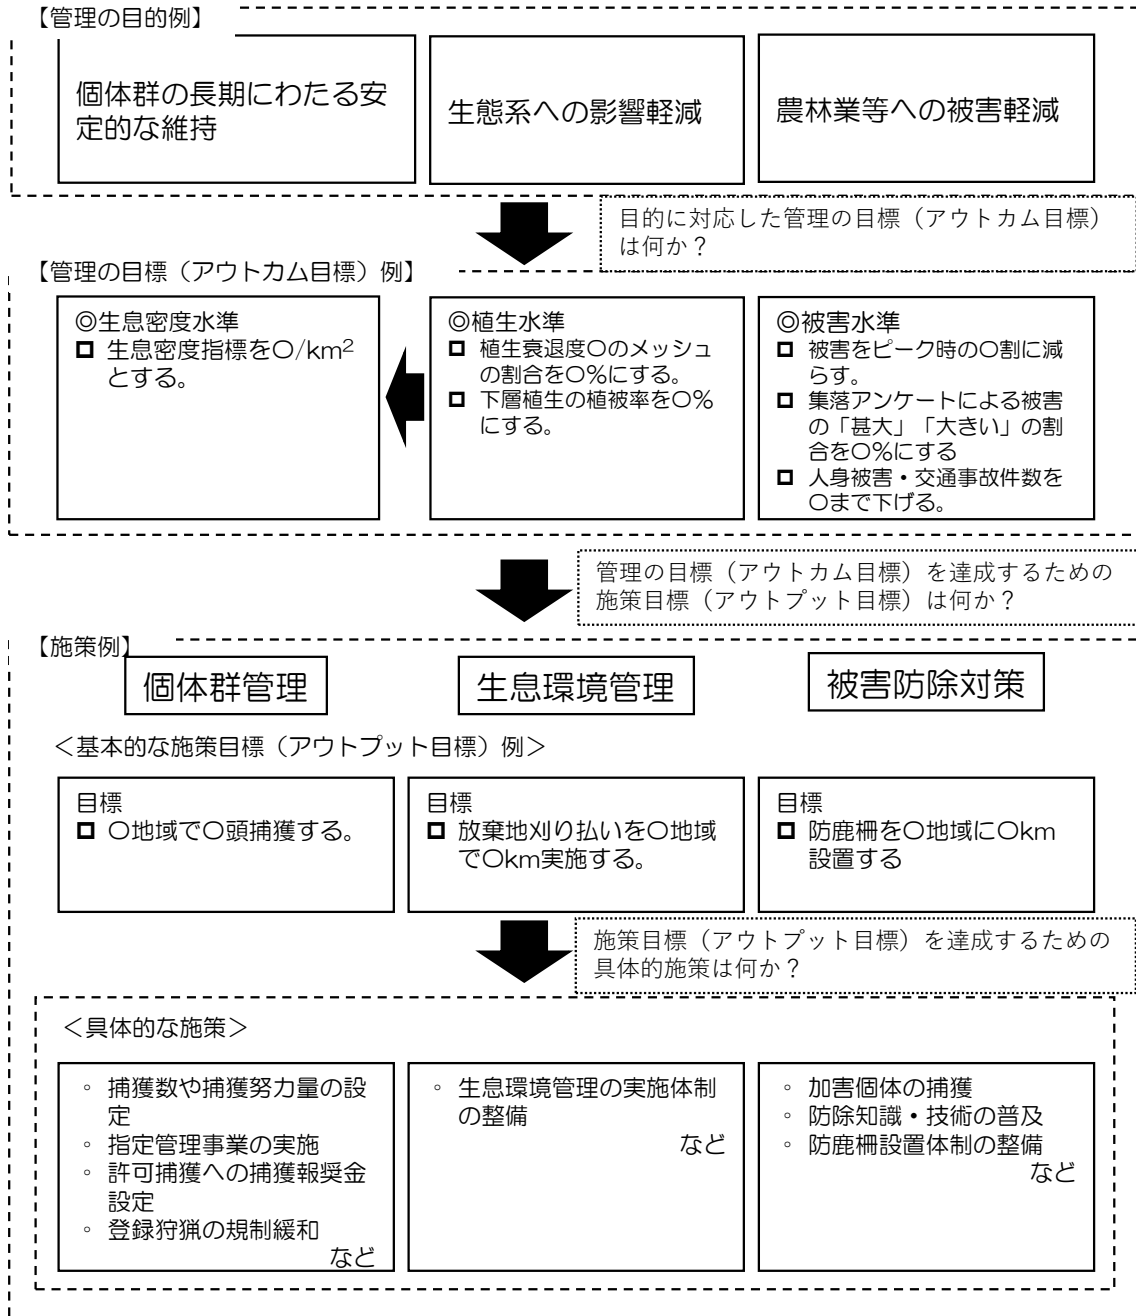 【管理の目的例】
個体群の長期にわたる安
定的な維持
生態系への影響軽減
農林業等への被害軽減
目的に対応した管理の目標（アウトカム目標）
は何か？
【管理の目標（アウトカム目標）例】
◎生息密度水準
□ 生息密度指標を〇/km²
とする。
◎植生水準
□ 植生衰退度〇のメッシュ
の割合を〇％にする。
□ 下層植生の植被率を〇％
にする。
◎被害水準
□ 被害をピーク時の〇割に減
らす。
□ 集落アンケートによる被害
の「甚大」「大きい」の割
合を〇％にする
□ 人身被害・交通事故件数を
〇まで下げる。
管理の目標（アウトカム目標）を達成するための
施策目標（アウトプット目標）は何か？
【施策例】
個体群管理
生息環境管理
被害防除対策
＜基本的な施策目標（アウトプット目標）例＞
目標
□ 〇地域で〇頭捕獲する。
目標
□ 放棄地刈り払いを〇地域
で〇km実施する。
目標
□ 防鹿柵を〇地域に〇km
設置する
施策目標（アウトプット目標）を達成するための
具体的施策は何か？
＜具体的な施策＞
◦ 捕獲数や捕獲努力量の設
定
◦ 指定管理事業の実施
◦ 許可捕獲への捕獲報奨金
設定
◦ 登録狩猟の規制緩和
など
◦ 生息環境管理の実施体制
の整備
など
◦ 加害個体の捕獲
◦ 防除知識・技術の普及
◦ 防鹿柵設置体制の整備
など